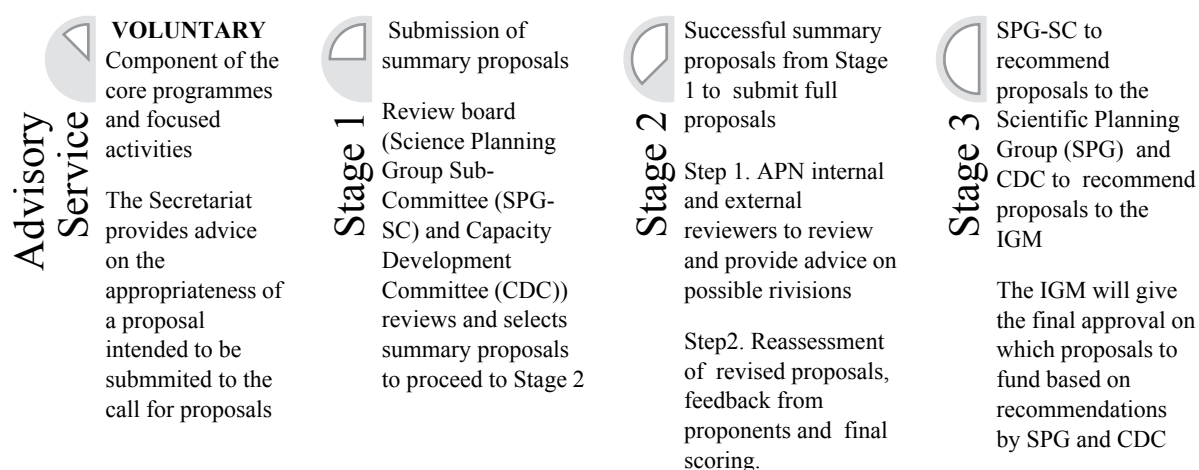 Advisory
Service
VOLUNTARY
Component of the
core programmes
and focused
activities
The Secretariat
provides advice
on the
appropriateness of
a proposal
intended to be
submmited to the
call for proposals
Stage 1
Submission of
summary proposals
Review board
(Science Planning
Group Sub-
Committee (SPG-
SC) and Capacity
Development
Committee (CDC))
reviews and selects
summary proposals
to proceed to Stage 2
Stage 2
Successful summary
proposals from Stage
1 to submit full
proposals
Step 1. APN internal
and external
reviewers to review
and provide advice on
possible rivisions
Step2. Reassessment
of revised proposals,
feedback from
proponents and final
scoring.
Stage 3
SPG-SC to
recommend
proposals to the
Scientific Planning
Group (SPG) and
CDC to recommend
proposals to the
IGM
The IGM will give
the final approval on
which proposals to
fund based on
recommendations
by SPG and CDC